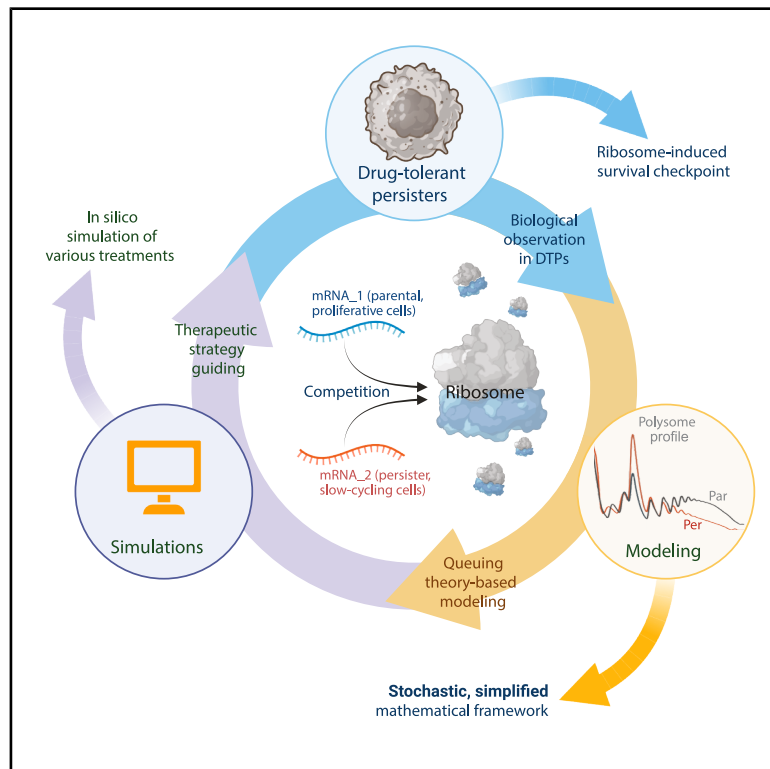 Drug-tolerant
persisters
Ribosome-induced
survival checkpoint
Biological
observation
in DTPs
In silico
simulation of
various treatments
Therapeutic
strategy
guiding
mRNA_1 (parental,
proliferative cells)
Competition
Ribosome
mRNA_2 (persister,
slow-cycling cells)
Polysome
profile
Par
Per
Modeling
Simulations
Queuing
theory-based
modeling
Stochastic, simplified
mathematical framework